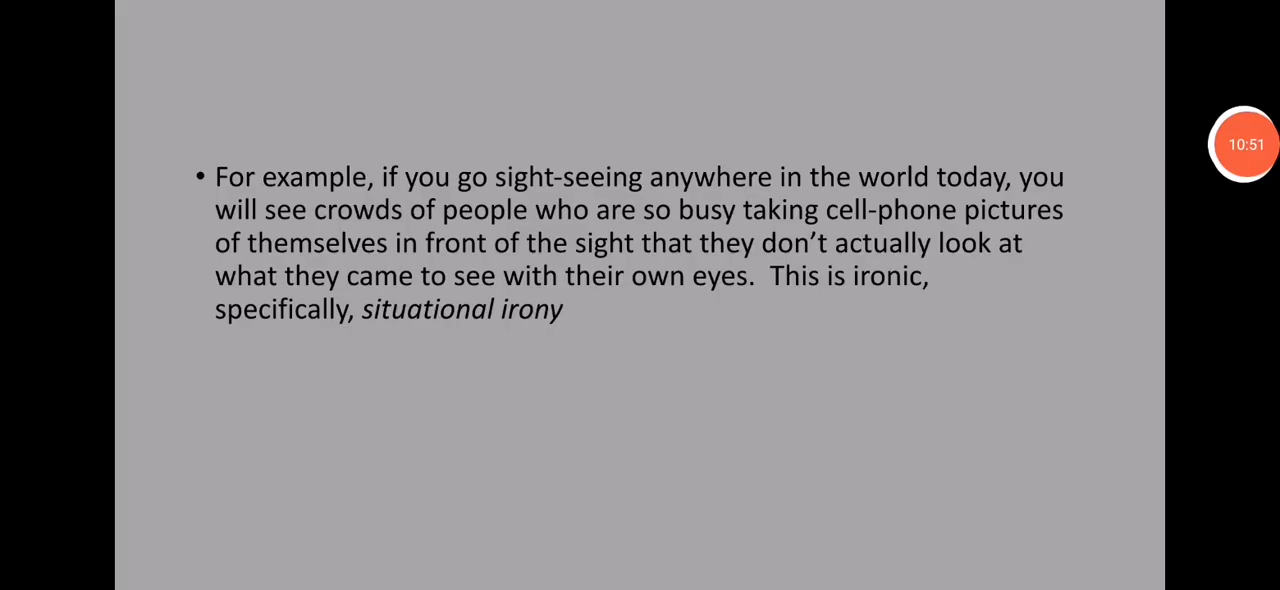 • For example, if you go sight-seeing anywhere in the world today, you
will see crowds of people who are so busy taking cell-phone pictures
of themselves in front of the sight that they don’t actually look at
what they came to see with their own eyes.  This is ironic,
specifically, situational irony
10:51